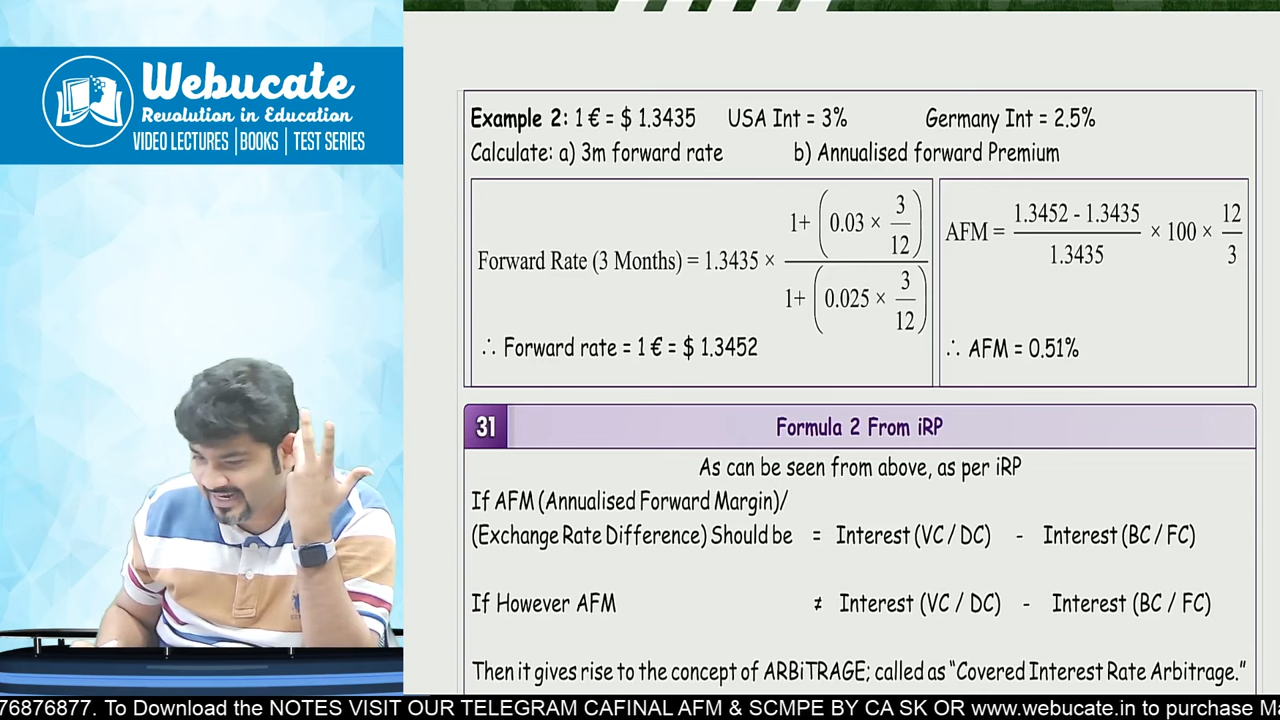 Webucate
Revolution in Education
VIDEO LECTURES | BOOKS | TEST SERIES
Example 2: 1 € = $ 1.3435 USA Int = 3% Germany Int = 2.5%
Calculate: a) 3m forward rate b) Annualised forward Premium
Forward Rate (3 Months) = 1.3435 × (1+ (0.03 × 3/12)) / (1+ (0.025 × 3/12))
∴ Forward rate = 1 € = $ 1.3452
AFM = (1.3452 - 1.3435) / 1.3435 × 100 × 12/3
∴ AFM = 0.51%
31 Formula 2 From iRP
As can be seen from above, as per iRP
If AFM (Annualised Forward Margin)/
(Exchange Rate Difference) Should be = Interest (VC / DC) - Interest (BC / FC)
If However AFM ≠ Interest (VC / DC) - Interest (BC / FC)
Then it gives rise to the concept of ARBiTRAGE; called as “Covered Interest Rate Arbitrage.”
76876877. To Download the NOTES VISIT OUR TELEGRAM CAFINAL AFM & SCMPE BY CA SK OR www.webucate.in to purchase Ma